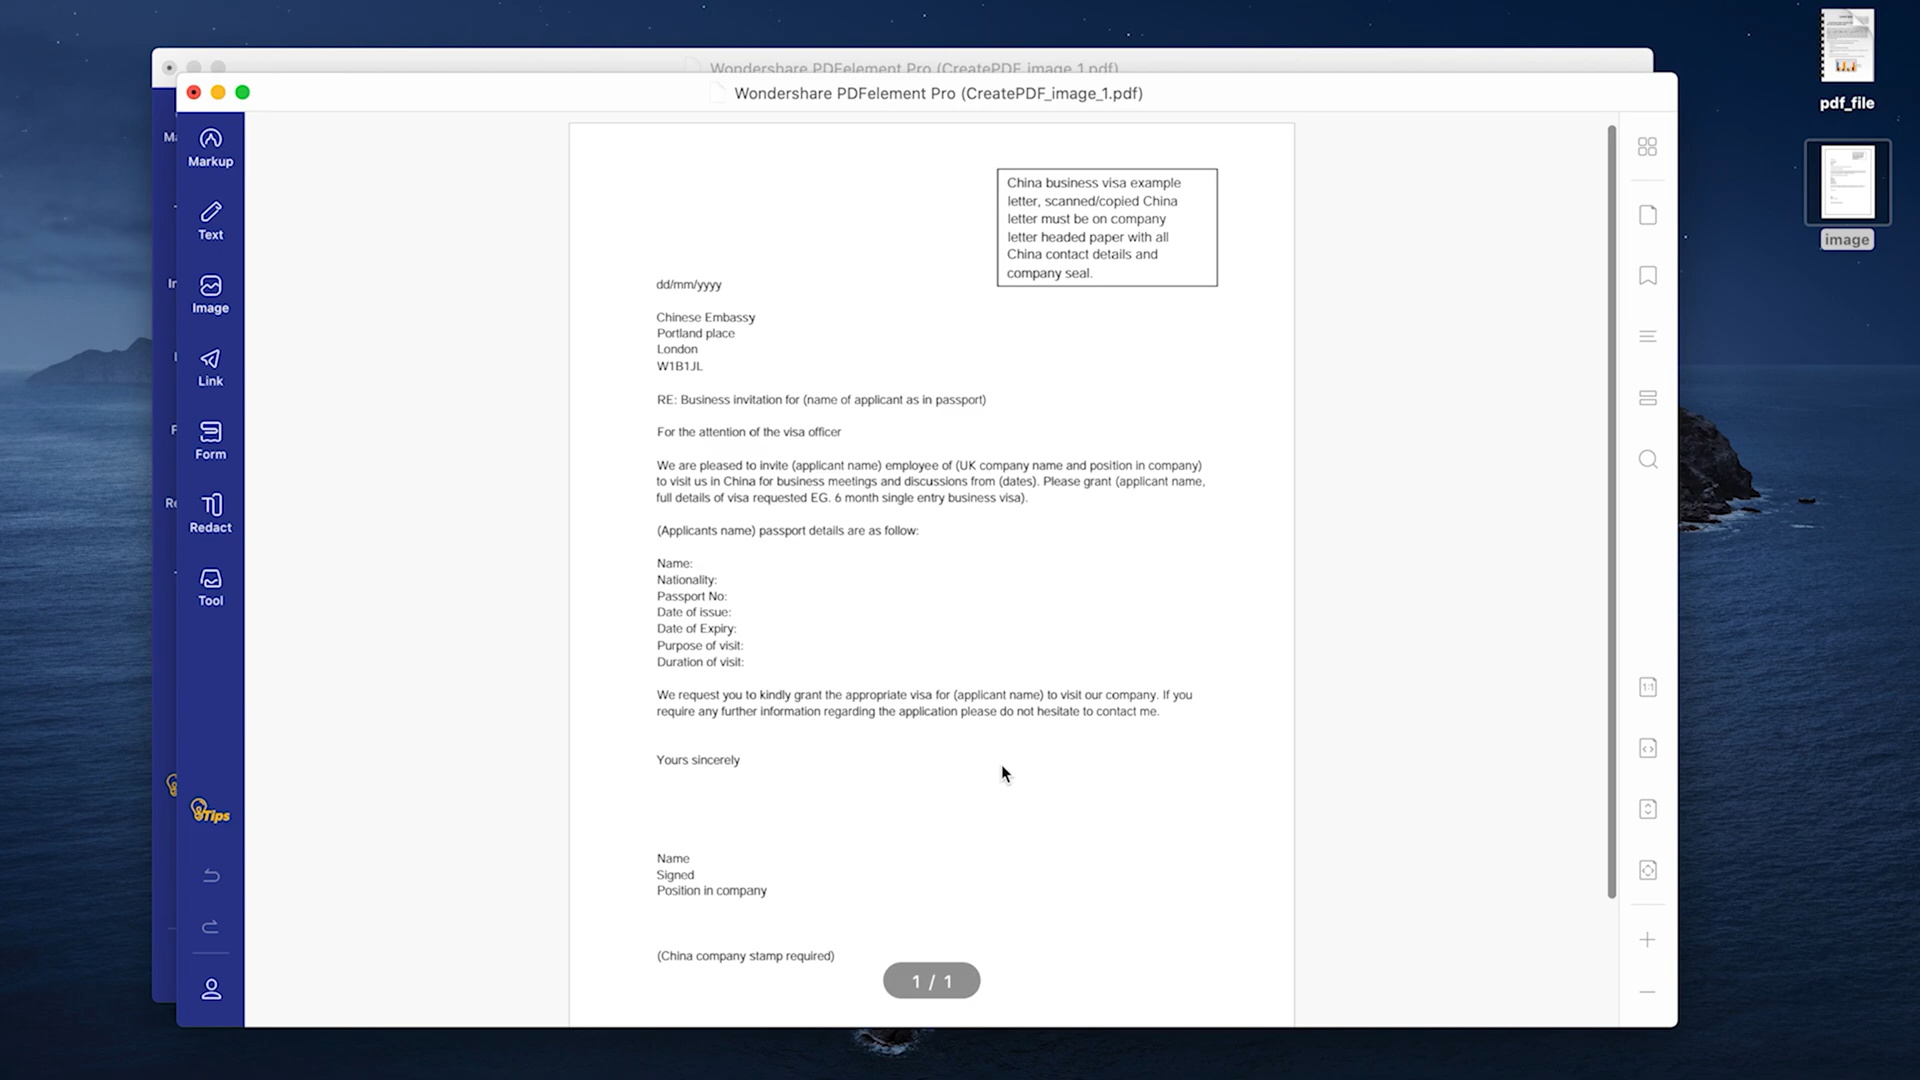 Wondershare PDFelement Pro (CreatePDF_image_1.pdf)
Wondershare PDFelement Pro (CreatePDF_image_1.pdf)
Markup
Text
Image
Link
Form
Redact
Tool
Tips
China business visa example
letter, scanned/copied China
letter must be on company
letter headed paper with all
China contact details and
company seal.
dd/mm/yyyy
Chinese Embassy
Portland place
London
W1B1JL
RE: Business invitation for (name of applicant as in passport)
For the attention of the visa officer
We are pleased to invite (applicant name) employee of (UK company name and position in company)
to visit us in China for business meetings and discussions from (dates). Please grant (applicant name,
full details of visa requested EG. 6 month single entry business visa).
(Applicants name) passport details are as follow:
Name:
Nationality:
Passport No:
Date of issue:
Date of Expiry:
Purpose of visit:
Duration of visit:
We request you to kindly grant the appropriate visa for (applicant name) to visit our company. If you
require any further information regarding the application please do not hesitate to contact me.
Yours sincerely
Name
Signed
Position in company
(China company stamp required)
1 / 1
1:1
pdf_file
image